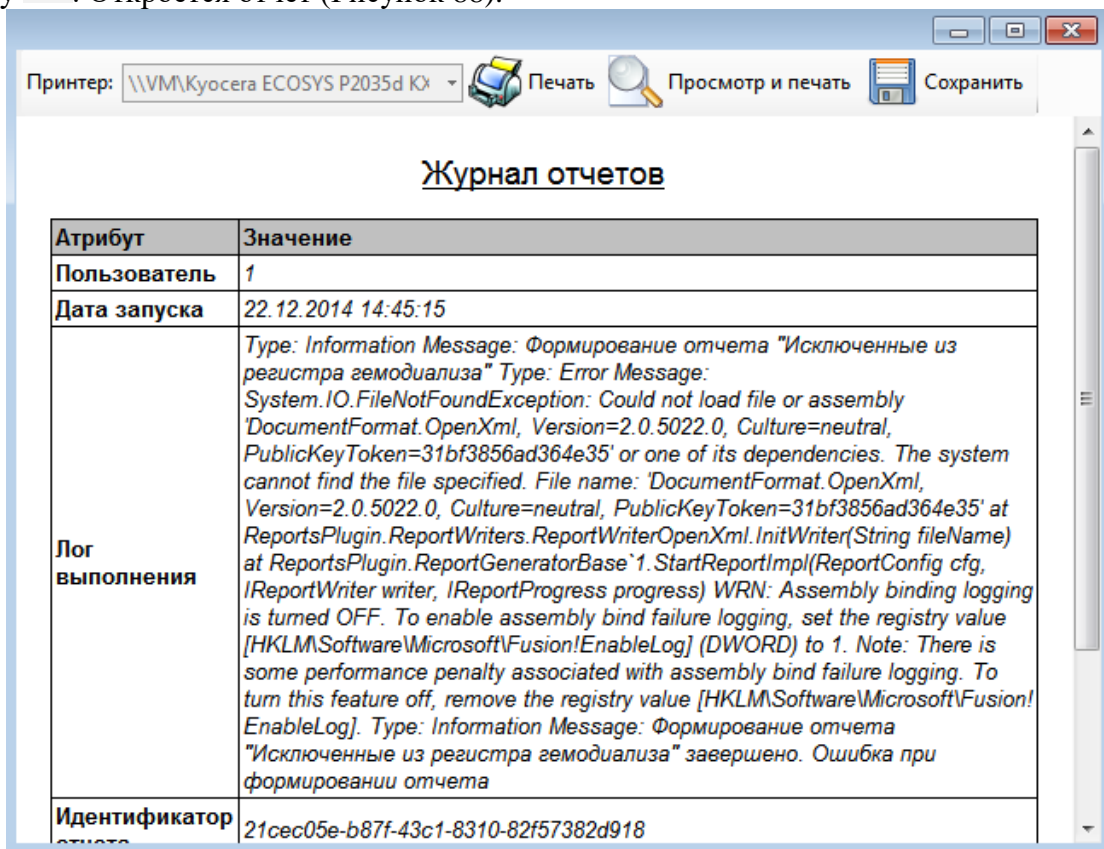 Откроется отчет (Рисунок
Принтер: \\VM\Kyocera ECOSYS P2035d KX Печать Просмотр и печать Сохранить
Журнал отчетов
Атрибут Значение
Пользователь 1
Дата запуска 22.12.2014 14:45:15
Лог выполнения
Type: Information Message: Формирование отчета "Исключенные из
регистра гемодиализа" Type: Error Message:
System.IO.FileNotFoundException: Could not load file or assembly
'DocumentFormat.OpenXml, Version=2.0.5022.0, Culture=neutral,
PublicKeyToken=31bf3856ad364e35' or one of its dependencies. The system
cannot find the file specified. File name: 'DocumentFormat.OpenXml,
Version=2.0.5022.0, Culture=neutral, PublicKeyToken=31bf3856ad364e35' at
ReportsPlugin.ReportWriters.ReportWriterOpenXml.InitWriter(String fileName)
at ReportsPlugin.ReportGeneratorBase`1.StartReportImpl(ReportConfig cfg,
IReportWriter writer, IReportProgress progress) WRN: Assembly binding logging
is turned OFF. To enable assembly bind failure logging, set the registry value
[HKLM\Software\Microsoft\Fusion!EnableLog] (DWORD) to 1. Note: There is
some performance penalty associated with assembly bind failure logging. To
turn this feature off, remove the registry value [HKLM\Software\Microsoft\Fusion!
EnableLog]. Type: Information Message: Формирование отчета
"Исключенные из регистра гемодиализа" завершено. Ошибка при
формировании отчета
Идентификатор 21cec05e-b87f-43c1-8310-82f57382d918
отчета